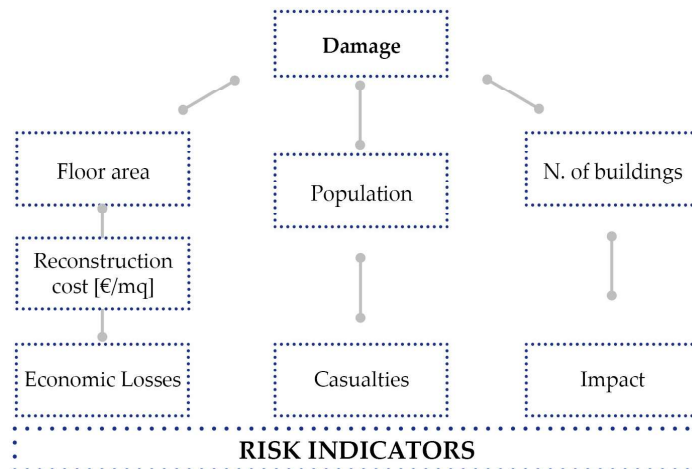 Damage
Floor area
Population
N. of buildings
Reconstruction
cost [€/mq]
Economic Losses
Casualties
Impact
RISK INDICATORS